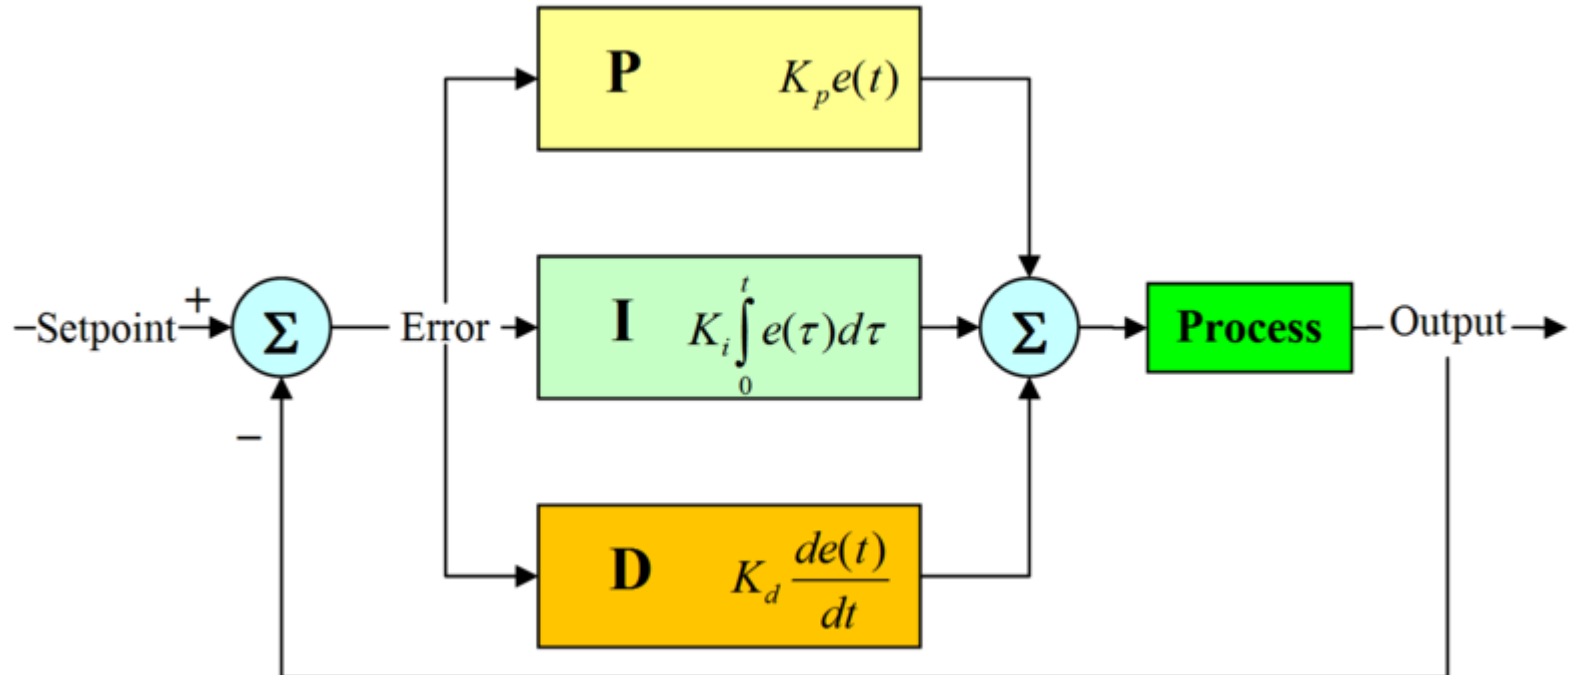 P K_p e(t)
Setpoint + Σ Error I K_i ∫_0^t e(τ)dτ Σ Process Output
−
D K_d de(t)/dt